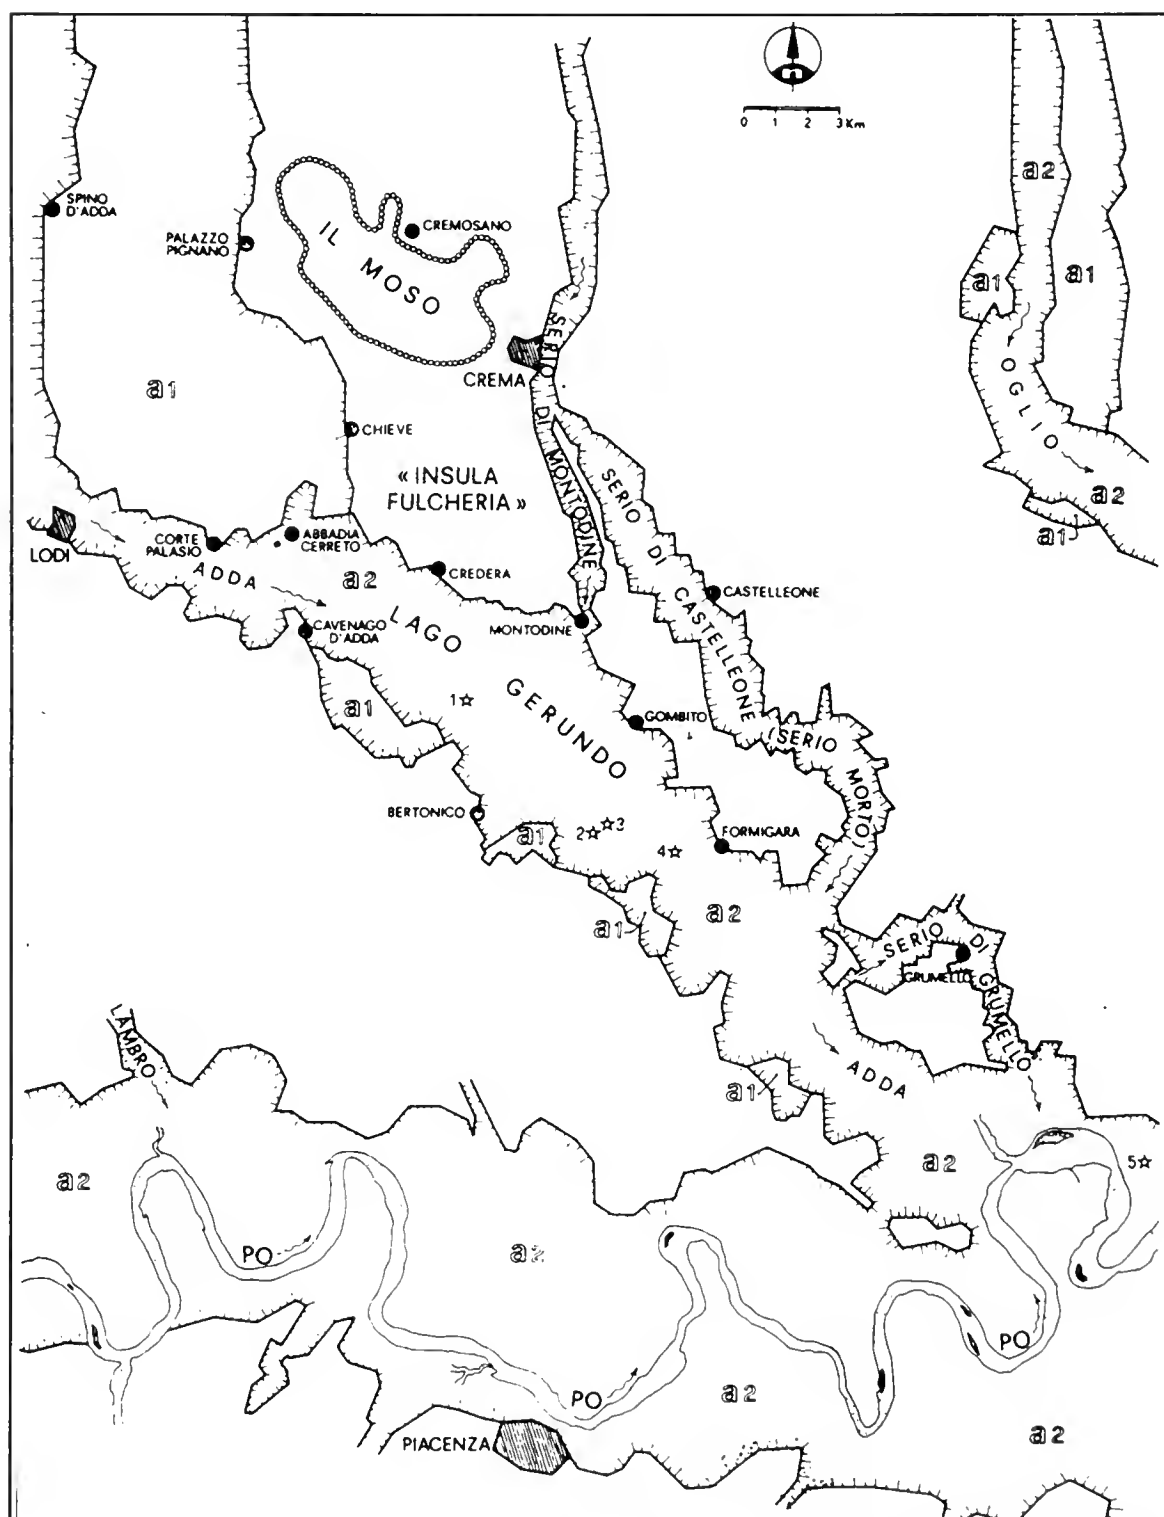 0 1 2 3 Km
a2
SPINO
D'ADDA
PALAZZO
PIGNANO
CREMOSANO
IL MOSO
a1
a1
SERIO DI MONTODINE
CREMA
OGLIO
a1
CHIEVE
« INSULA
FULCHERIA »
SERIO DI CASTELLEONE
(SERIO MORTO)
a2
a1
LODI
CORTE
PALASIO
ABBADIA
CERRETO
ADDA
a2
CREDERA
CASTELLEONE
CAVENAGO
D'ADDA
MONTODINE
LAGO GERUNDO
1☆
a1
GOMBITO
BERTONICO
a1
2☆
☆3
4☆
FORMIGARA
a2
a1
SERIO DI GRUMELLO
GRUMELLO
LAMBRO
ADDA
a1
a2
a2
5☆
PO
a2
PO
PO
a2
a2
PIACENZA